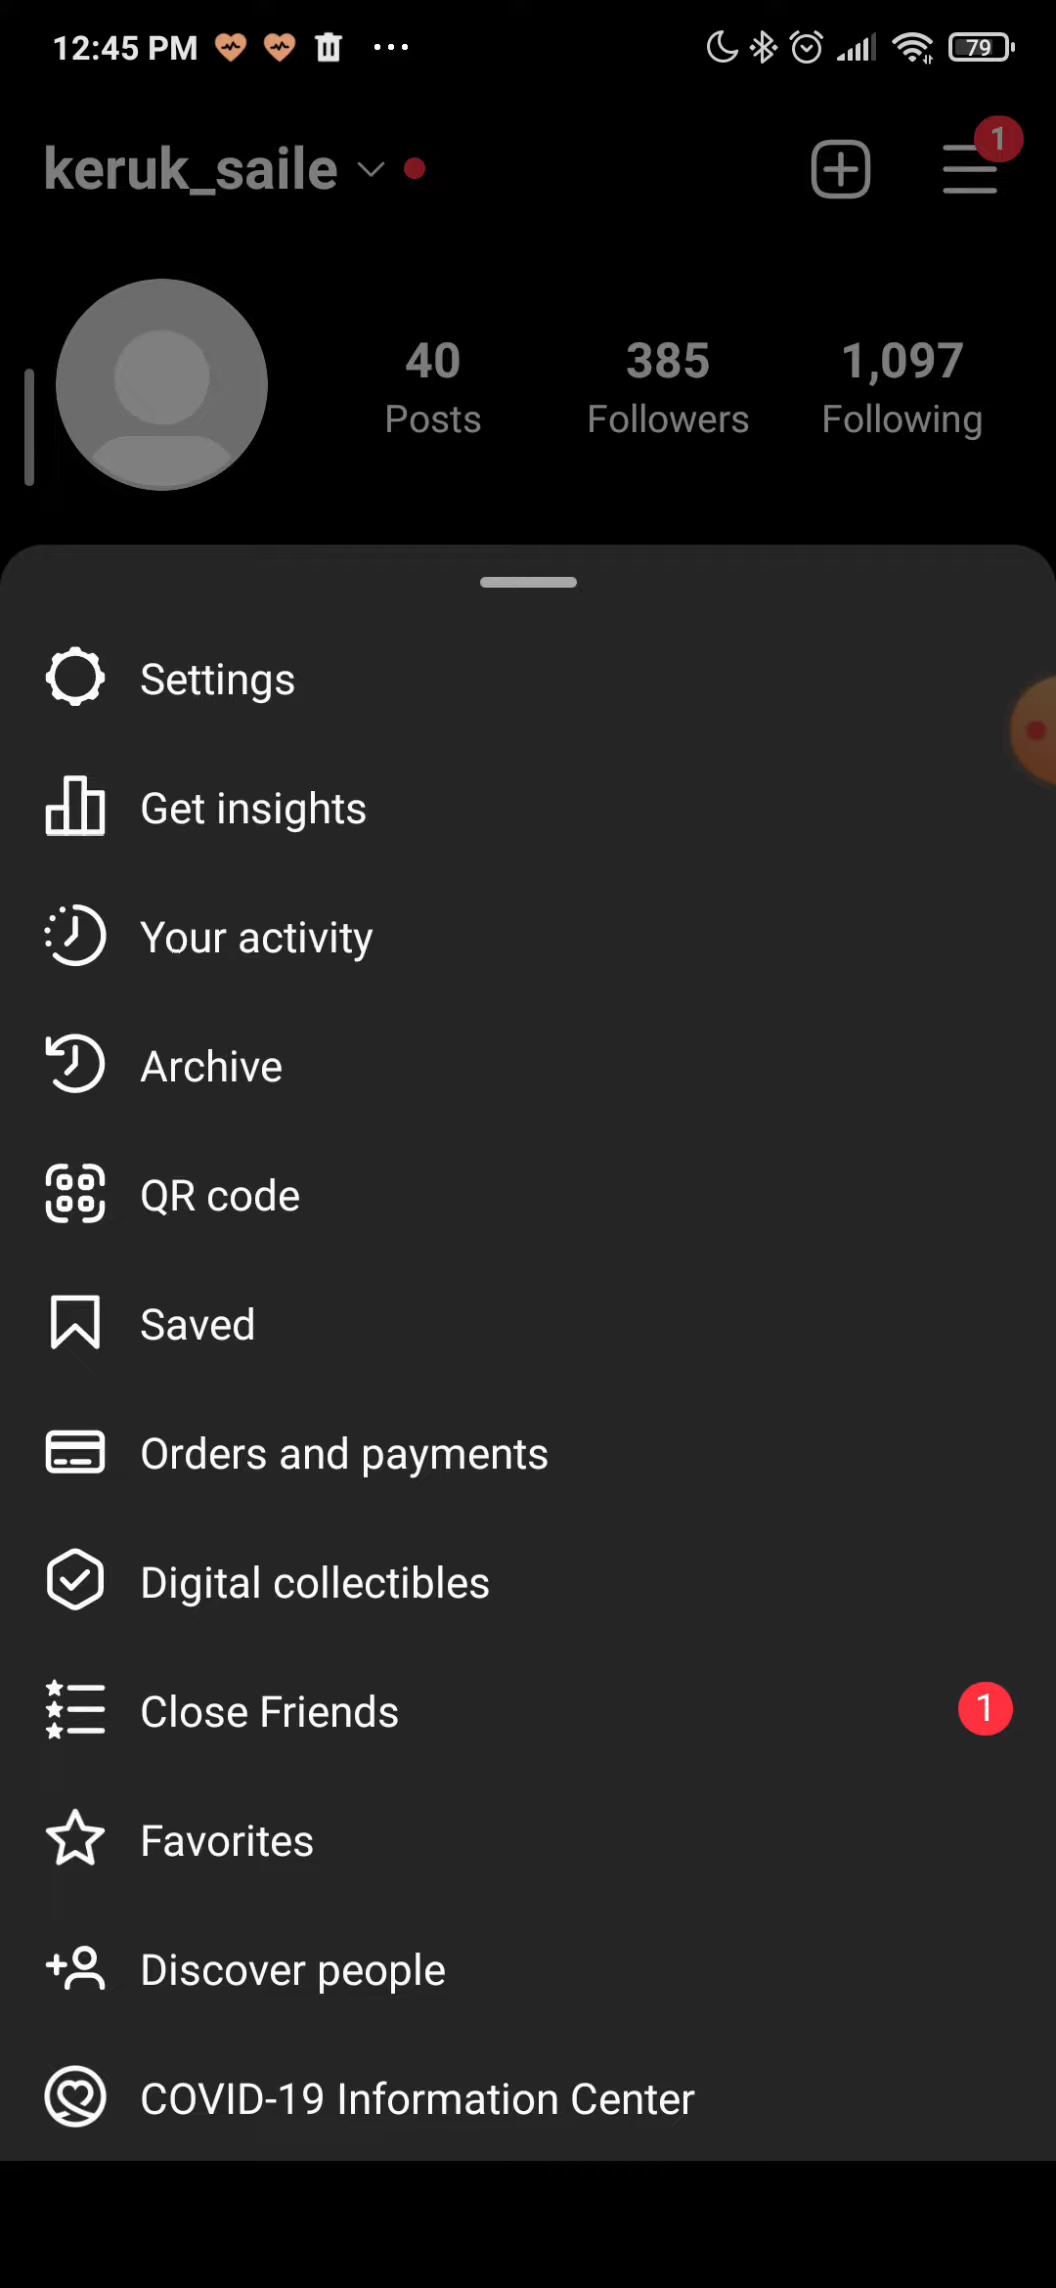 12:45 PM
79
keruk_saile
1
40
385
1,097
Posts
Followers
Following
Settings
Get insights
Your activity
Archive
QR code
Saved
Orders and payments
Digital collectibles
Close Friends
1
Favorites
Discover people
COVID-19 Information Center